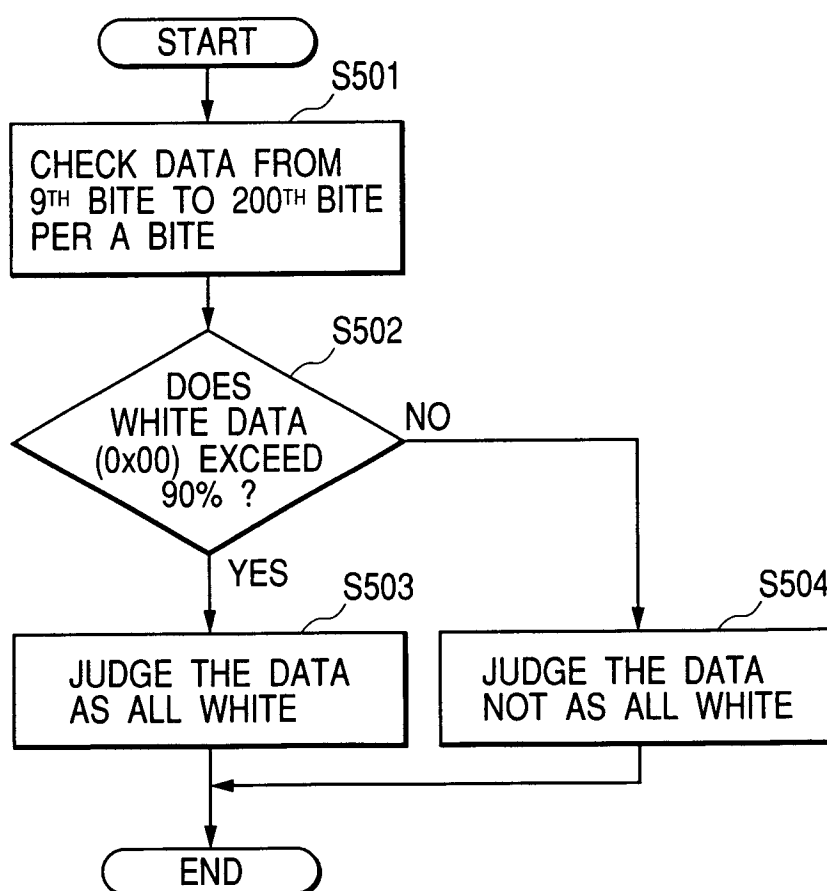 START
S501
CHECK DATA FROM
9TH BITE TO 200TH BITE
PER A BITE
S502
DOES
WHITE DATA
(0x00) EXCEED
90% ?
NO
YES
S503
JUDGE THE DATA
AS ALL WHITE
S504
JUDGE THE DATA
NOT AS ALL WHITE
END